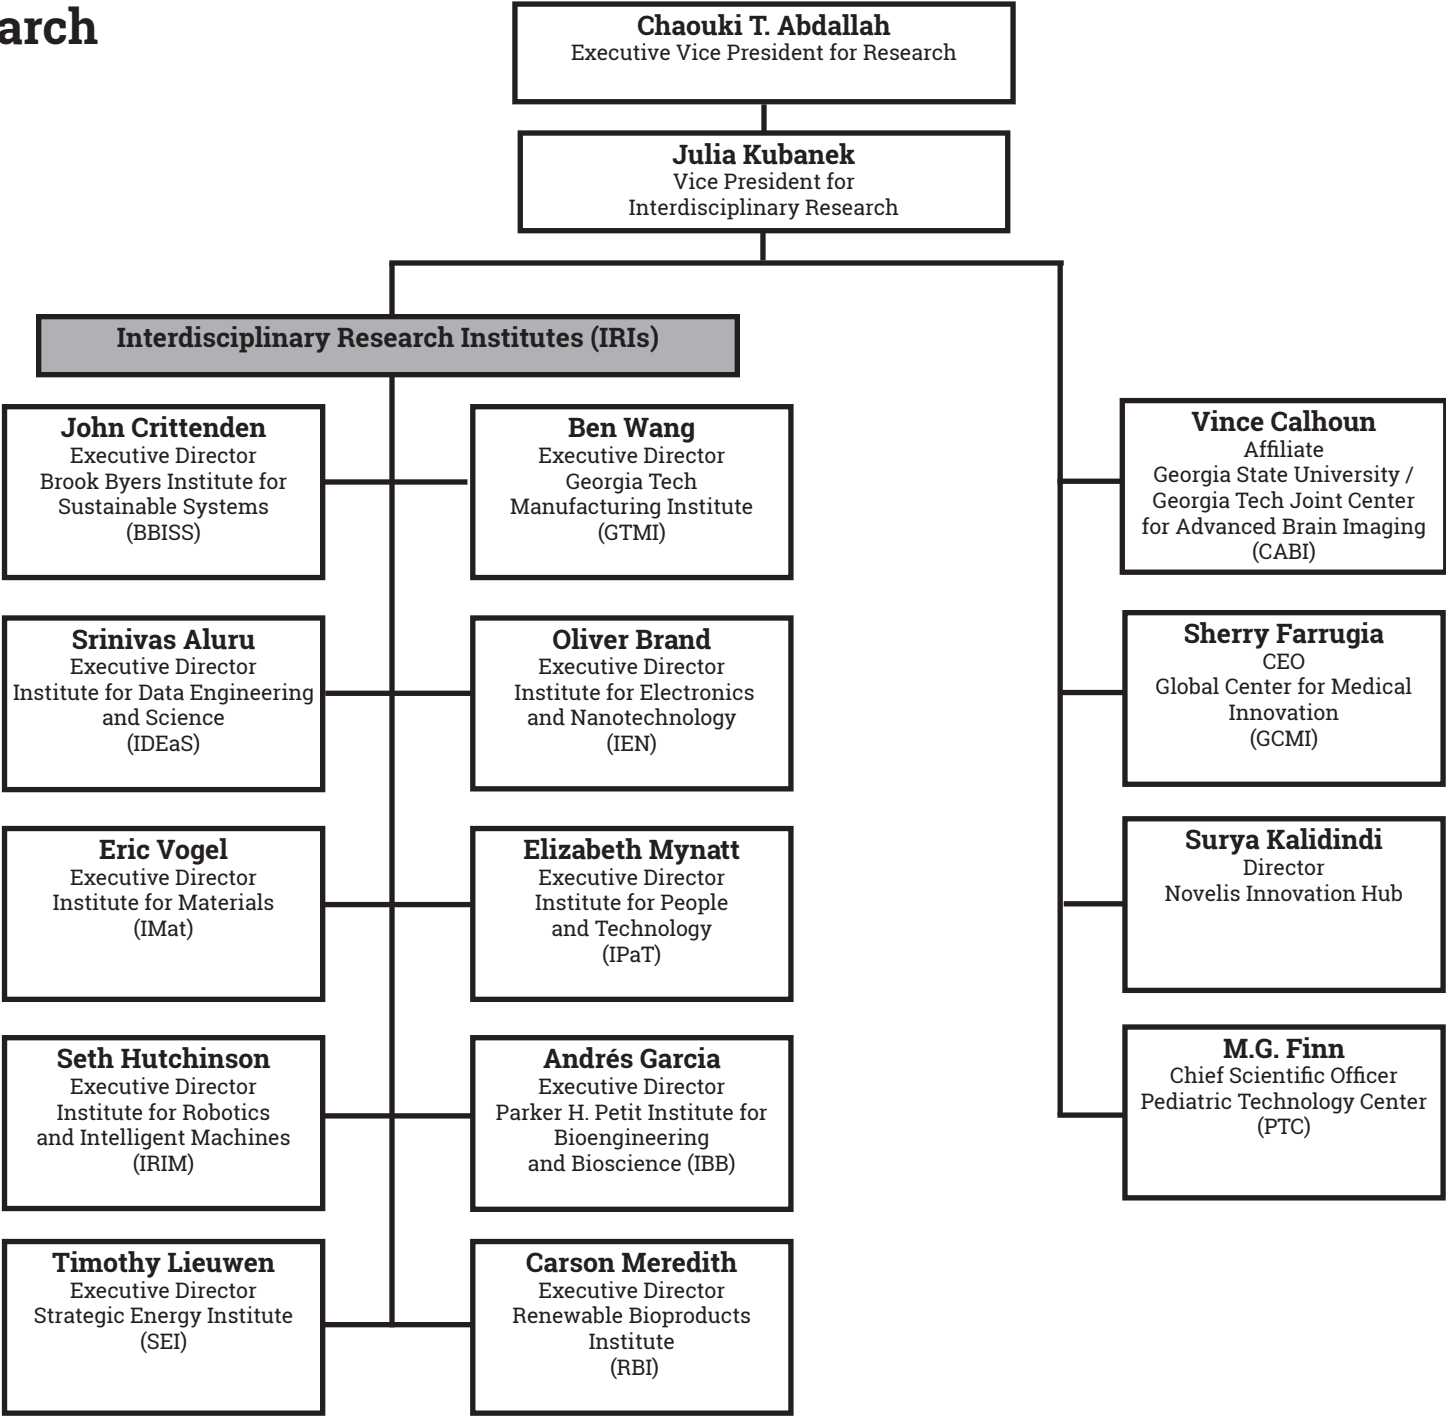 arch
Chaouki T. Abdallah
Executive Vice President for Research
Julia Kubanek
Vice President for
Interdisciplinary Research
Interdisciplinary Research Institutes (IRIs)
John Crittenden
Executive Director
Brook Byers Institute for
Sustainable Systems
(BBISS)
Ben Wang
Executive Director
Georgia Tech
Manufacturing Institute
(GTMI)
Vince Calhoun
Affiliate
Georgia State University /
Georgia Tech Joint Center
for Advanced Brain Imaging
(CABI)
Srinivas Aluru
Executive Director
Institute for Data Engineering
and Science
(IDEaS)
Oliver Brand
Executive Director
Institute for Electronics
and Nanotechnology
(IEN)
Sherry Farrugia
CEO
Global Center for Medical
Innovation
(GCMI)
Eric Vogel
Executive Director
Institute for Materials
(IMat)
Elizabeth Mynatt
Executive Director
Institute for People
and Technology
(IPaT)
Surya Kalidindi
Director
Novelis Innovation Hub
Seth Hutchinson
Executive Director
Institute for Robotics
and Intelligent Machines
(IRIM)
Andrés Garcia
Executive Director
Parker H. Petit Institute for
Bioengineering
and Bioscience (IBB)
M.G. Finn
Chief Scientific Officer
Pediatric Technology Center
(PTC)
Timothy Lieuwen
Executive Director
Strategic Energy Institute
(SEI)
Carson Meredith
Executive Director
Renewable Bioproducts
Institute
(RBI)